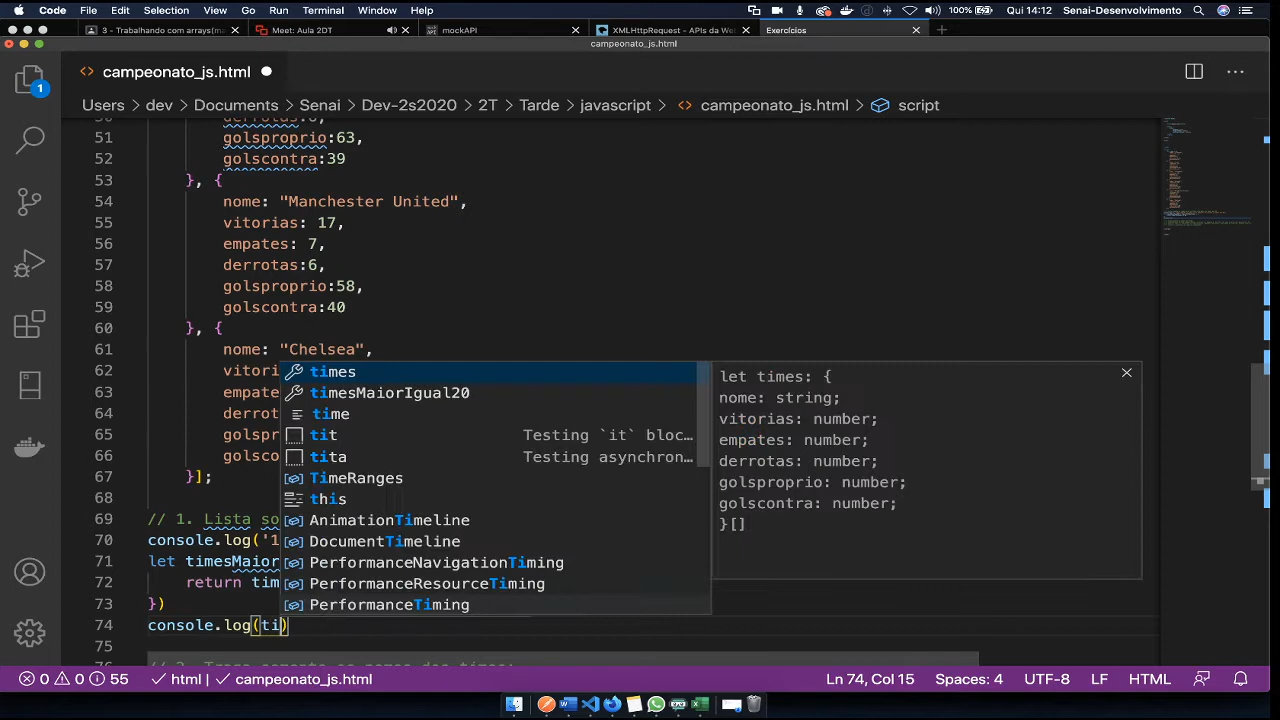 Code File Edit Selection View Go Run Terminal Window Help 100% Qui 14:12 Senai-Desenvolvimento
3 - Trabalhando com arrays(ma Meet: Aula 2DT mockAPI XMLHttpRequest - APIs da We Exercícios
campeonato_js.html
campeonato_js.html
1
Users dev Documents Senai Dev-2s2020 2T Tarde javascript campeonato_js.html script
51 golsproprio:63,
52 golscontra:39
53 }, {
54 nome: "Manchester United",
55 vitorias: 17,
56 empates: 7,
57 derrotas:6,
58 golsproprio:58,
59 golscontra:40
60 }, {
61 nome: "Chelsea",
62 vitori
63 empate
64 derrot
65 golspr
66 golsco
67 }];
68
69 // 1. Lista so
70 console.log('1
71 let timesMaior
72 return tim
73 })
74 console.log(ti)
75
times
timesMaiorIgual20
time
tit Testing `it` bloc…
tita Testing asynchron…
TimeRanges
this
AnimationTimeline
DocumentTimeline
PerformanceNavigationTiming
PerformanceResourceTiming
PerformanceTiming
let times: {
nome: string;
vitorias: number;
empates: number;
derrotas: number;
golsproprio: number;
golscontra: number;
}[]
0 0 55 html campeonato_js.html Ln 74, Col 15 Spaces: 4 UTF-8 LF HTML